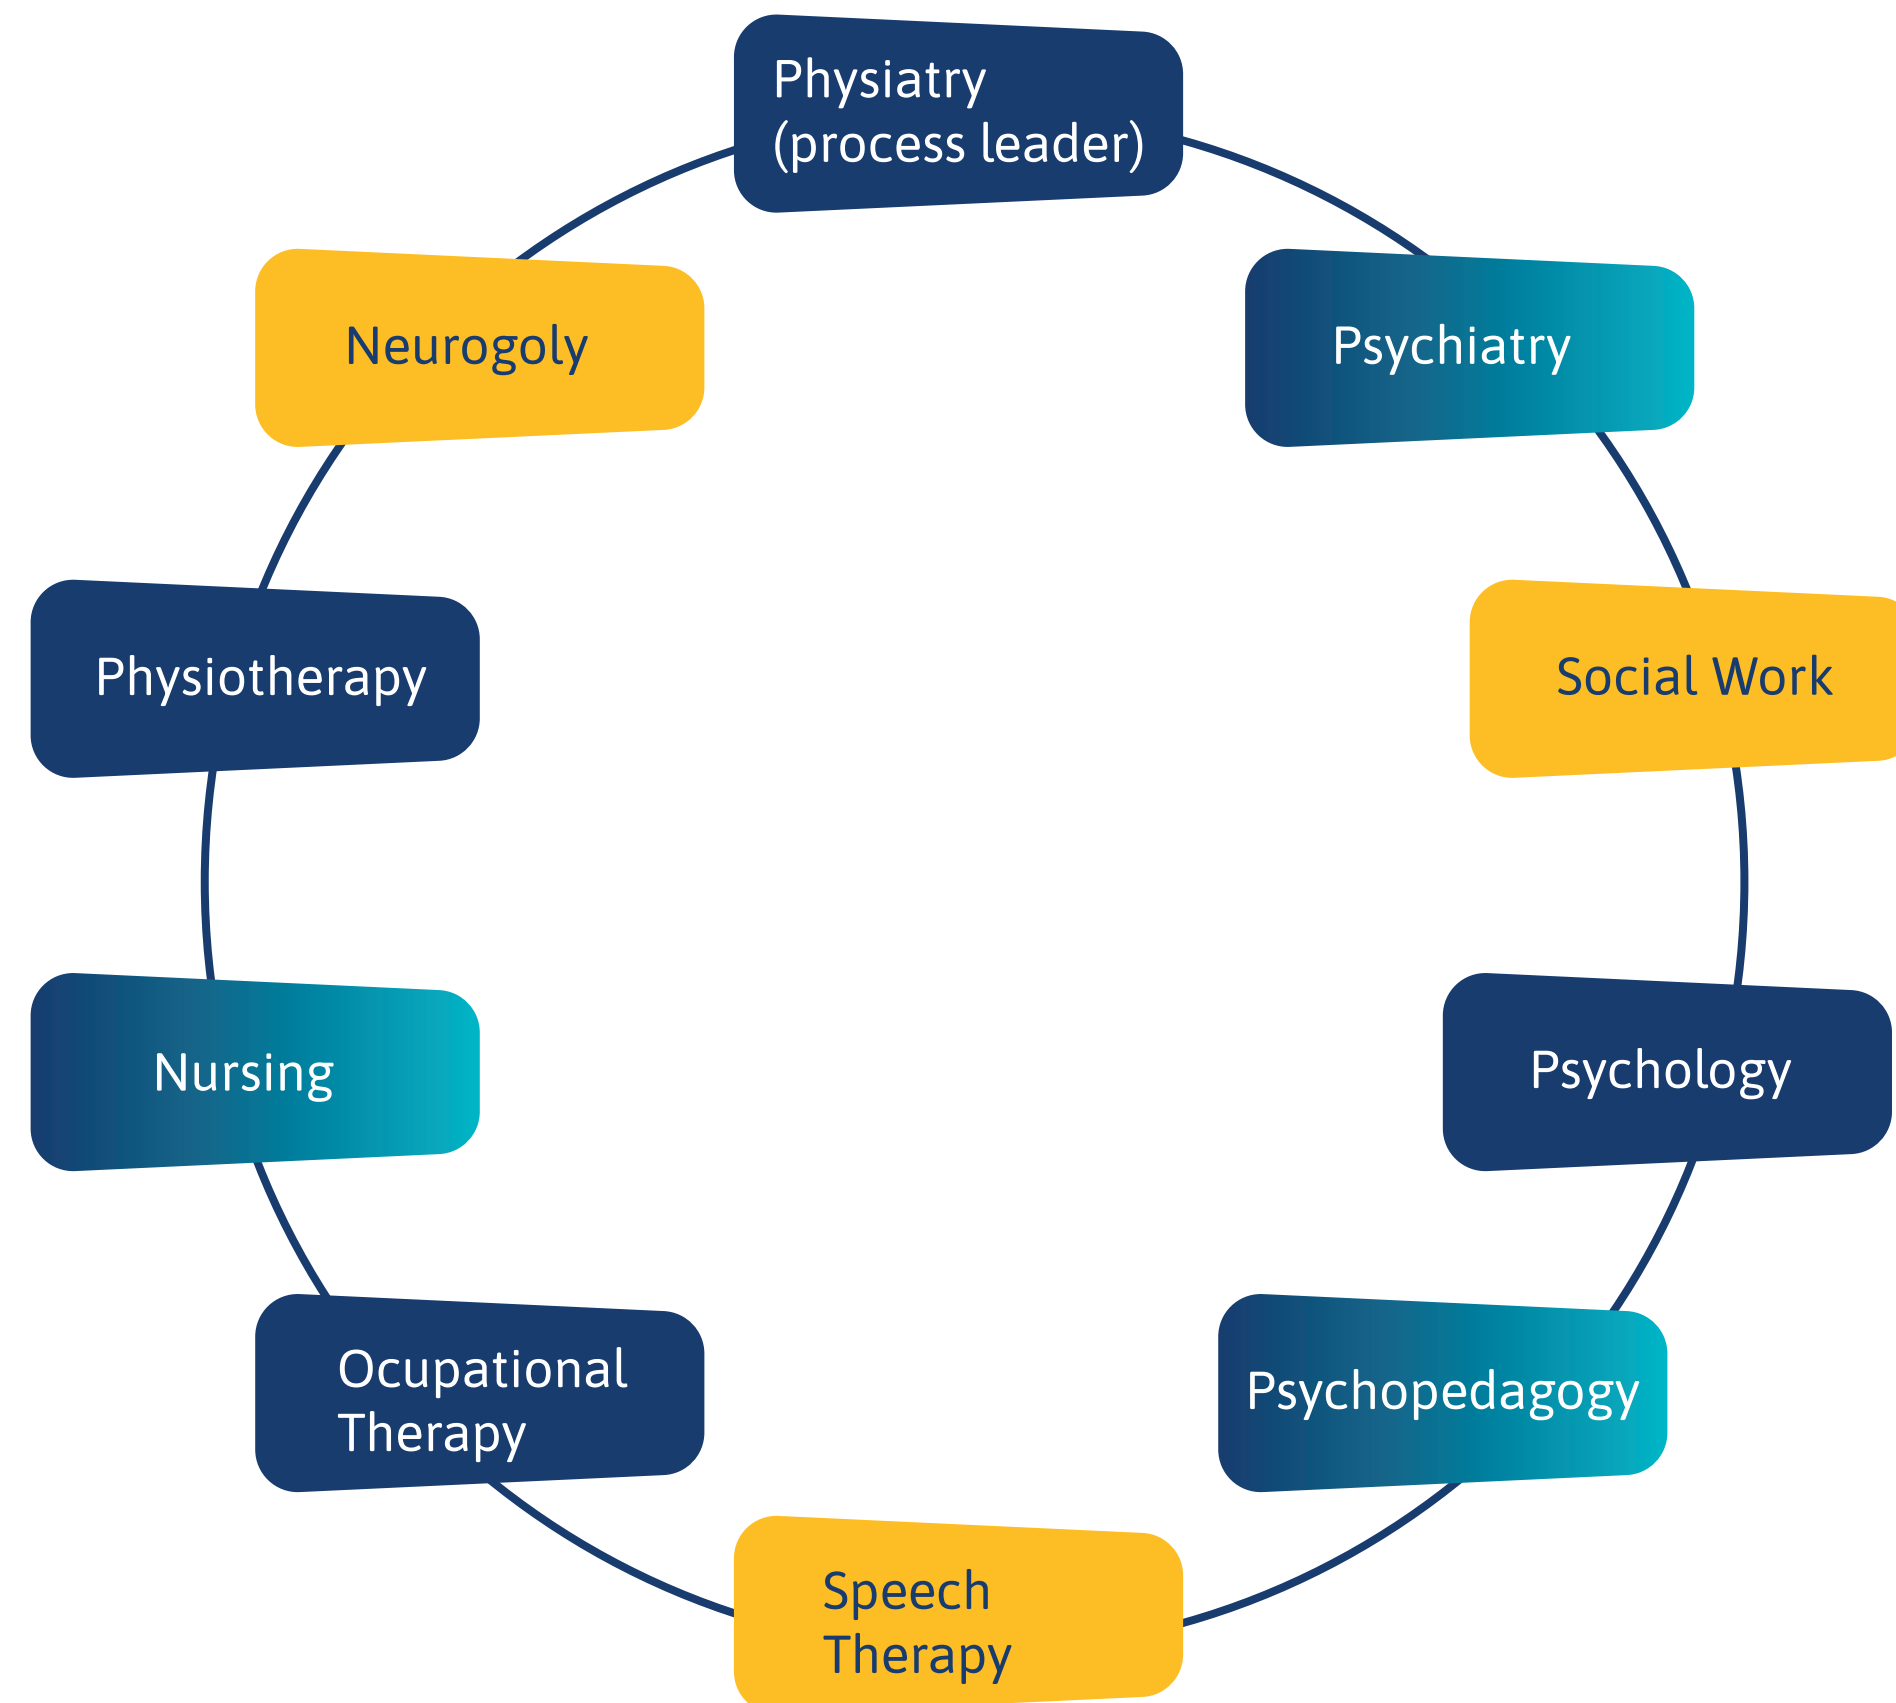 Physiatry
(process leader)
Neurogoly
Psychiatry
Physiotherapy
Social Work
Nursing
Psychology
Ocupational
Therapy
Psychopedagogy
Speech
Therapy